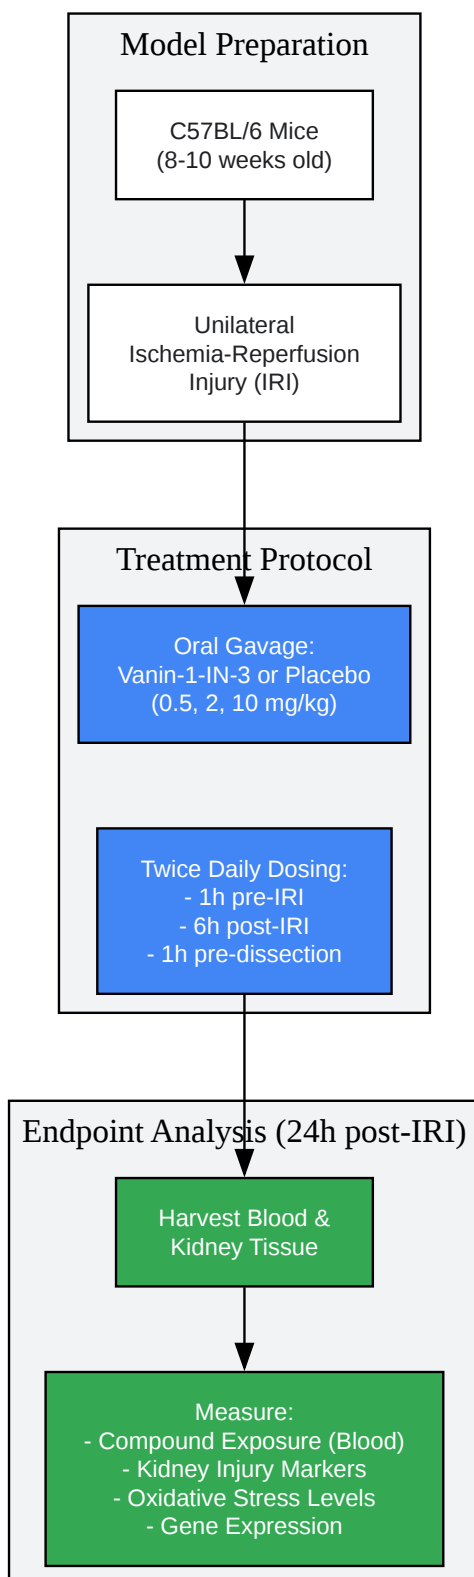 Model Preparation
C57BL/6 Mice
(8-10 weeks old)
Unilateral
Ischemia-Reperfusion
Injury (IRI)
Treatment Protocol
Oral Gavage:
Vanin-1-IN-3 or Placebo
(0.5, 2, 10 mg/kg)
Twice Daily Dosing:
- 1h pre-IRI
- 6h post-IRI
- 1h pre-dissection
Endpoint Analysis (24h post-IRI)
Harvest Blood &
Kidney Tissue
Measure:
- Compound Exposure (Blood)
- Kidney Injury Markers
- Oxidative Stress Levels
- Gene Expression